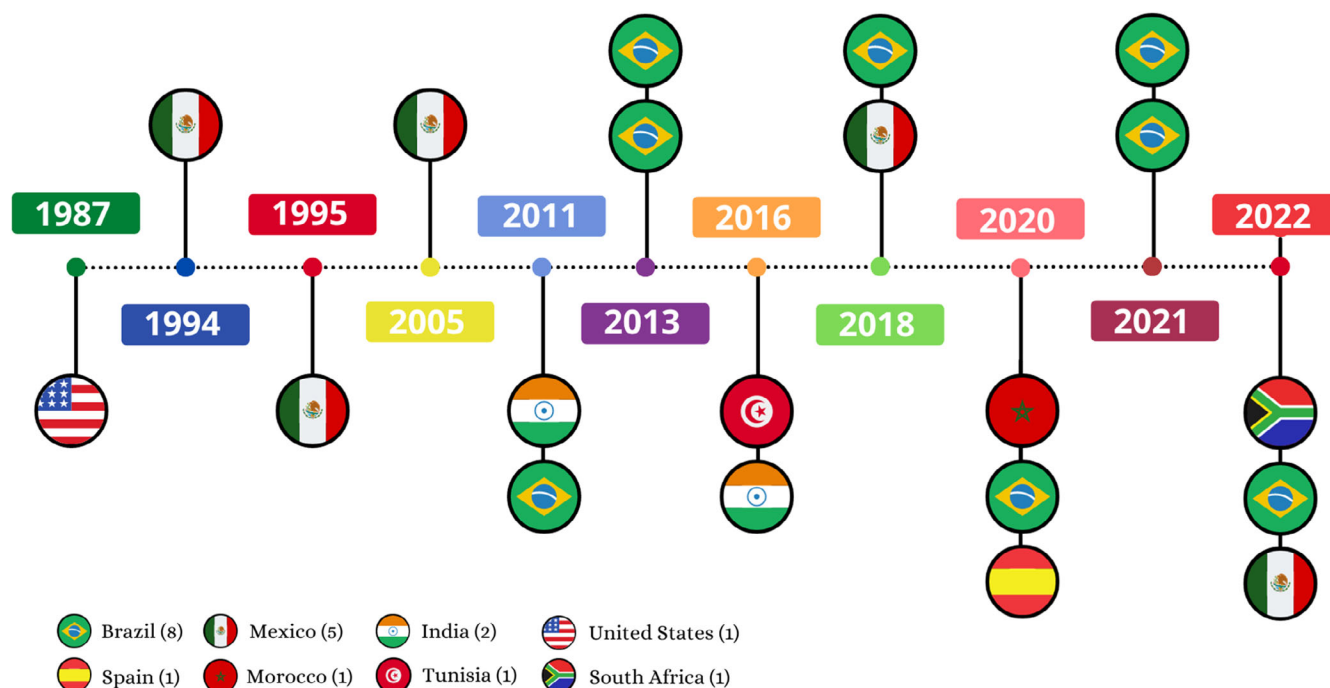 1987
1994
1995
2005
2011
2013
2016
2018
2020
2021
2022
Brazil (8)
Mexico (5)
India (2)
United States (1)
Spain (1)
Morocco (1)
Tunisia (1)
South Africa (1)